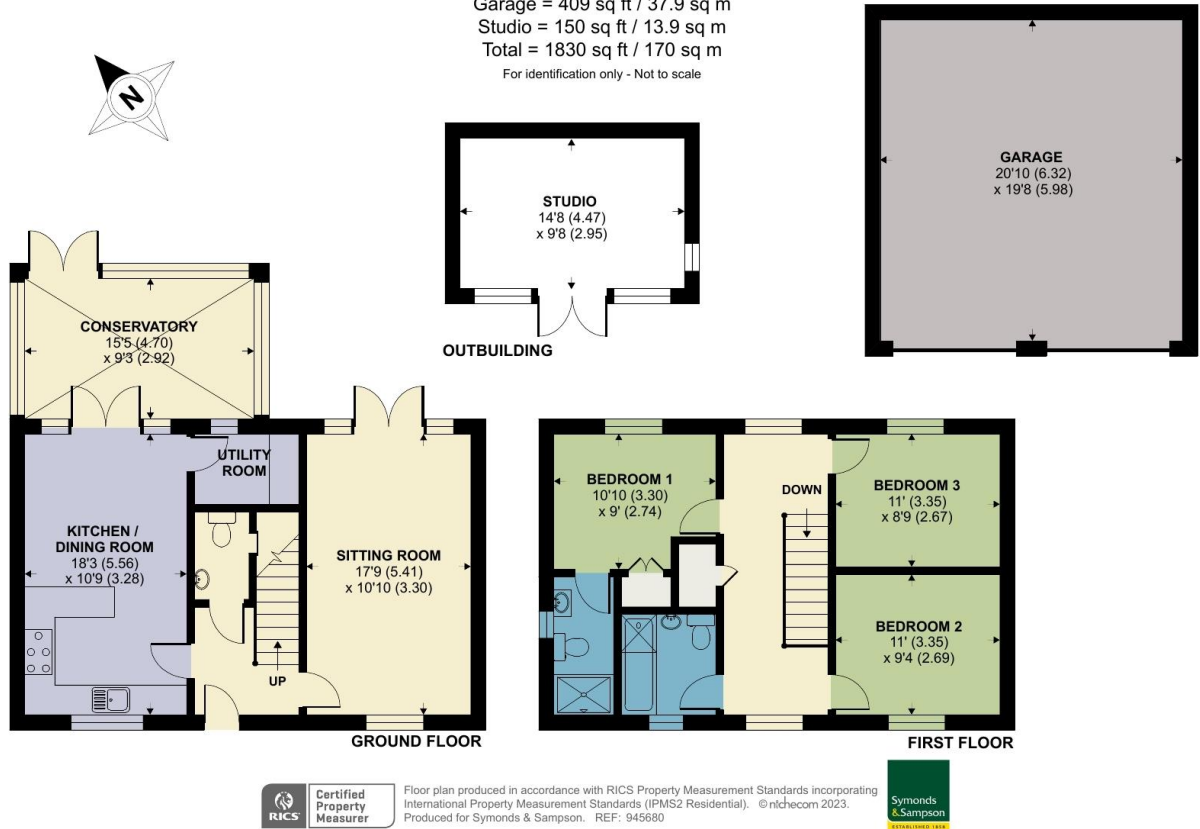 Garage = 409 sq ft / 37.9 sq m
Studio = 150 sq ft / 13.9 sq m
Total = 1830 sq ft / 170 sq m
For identification only - Not to scale
N
GARAGE
20'10 (6.32)
x 19'8 (5.98)
STUDIO
14'8 (4.47)
x 9'8 (2.95)
OUTBUILDING
CONSERVATORY
15'5 (4.70)
x 9'3 (2.92)
UTILITY
ROOM
KITCHEN /
DINING ROOM
18'3 (5.56)
x 10'9 (3.28)
SITTING ROOM
17'9 (5.41)
x 10'10 (3.30)
UP
GROUND FLOOR
BEDROOM 1
10'10 (3.30)
x 9' (2.74)
DOWN
BEDROOM 3
11' (3.35)
x 8'9 (2.67)
BEDROOM 2
11' (3.35)
x 9'4 (2.69)
FIRST FLOOR
RICS
Certified
Property
Measurer
Floor plan produced in accordance with RICS Property Measurement Standards incorporating
International Property Measurement Standards (IPMS2 Residential). © nichecom 2023.
Produced for Symonds & Sampson. REF: 945680
Symonds
& Sampson
ESTABLISHED 1858